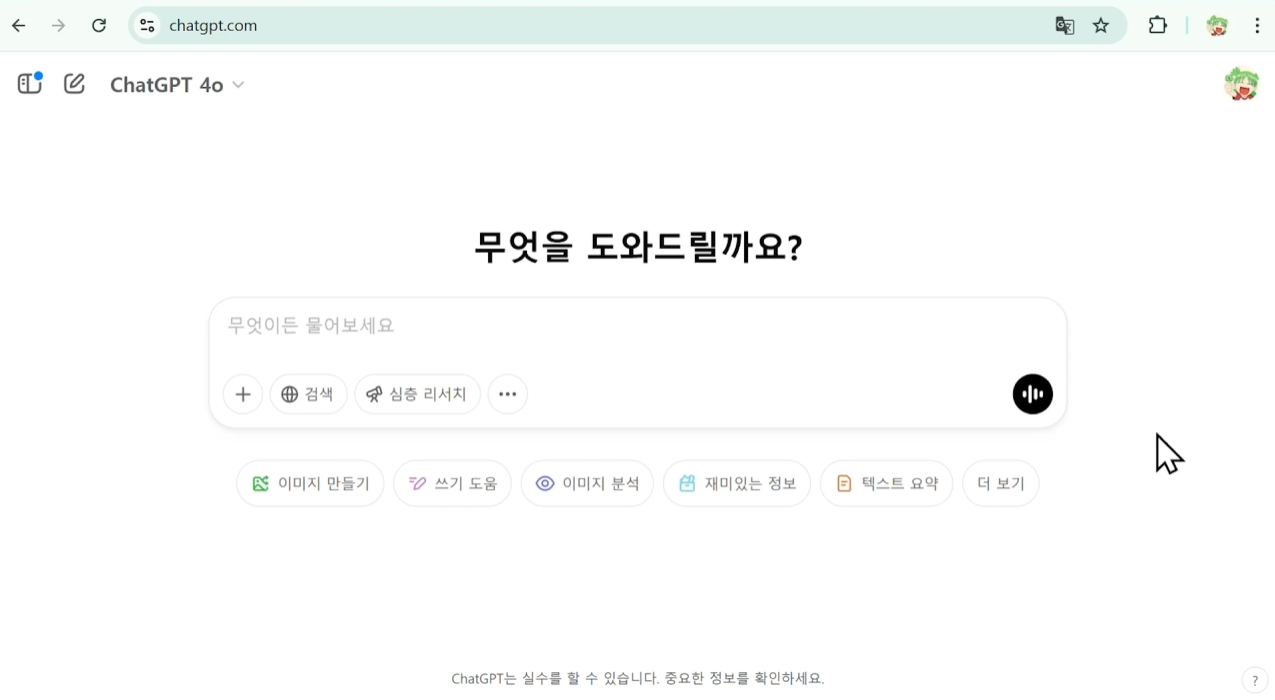 chatgpt.com
ChatGPT 4o
무엇을 도와드릴까요?
무엇이든 물어보세요
검색 심층 리서치
이미지 만들기 쓰기 도움 이미지 분석 재미있는 정보 텍스트 요약 더 보기
ChatGPT는 실수를 할 수 있습니다. 중요한 정보를 확인하세요.
?